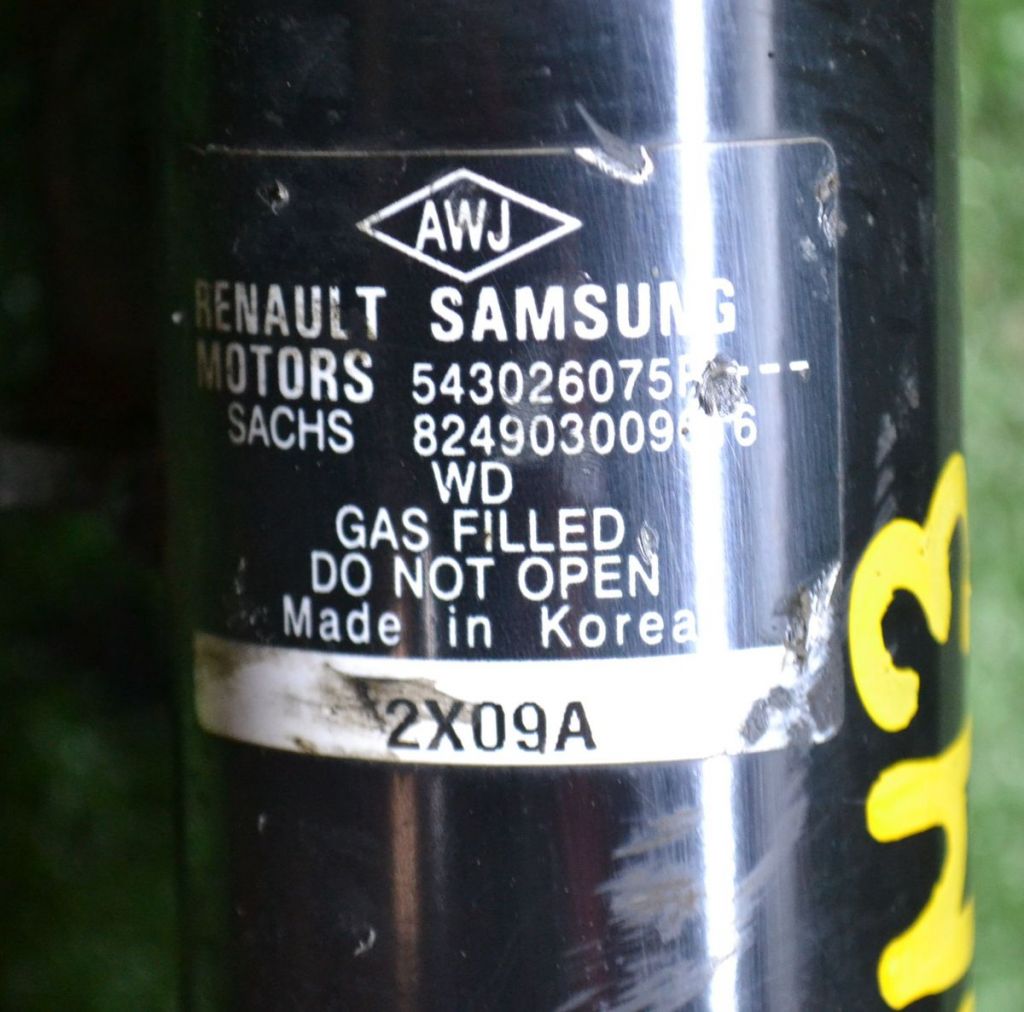 AWJ
RENAULT SAMSUNG
MOTORS
SACHS
WD
GAS FILLED
DO NOT OPEN
Made in Korea
2X09A